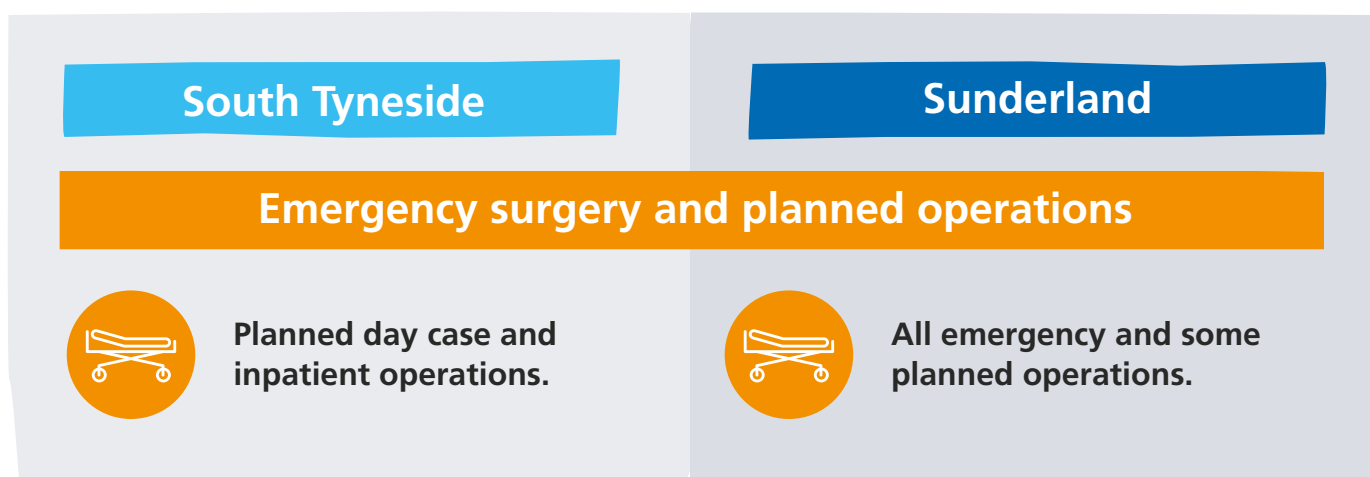 South Tyneside
Sunderland
Emergency surgery and planned operations
Planned day case and
inpatient operations.
All emergency and some
planned operations.